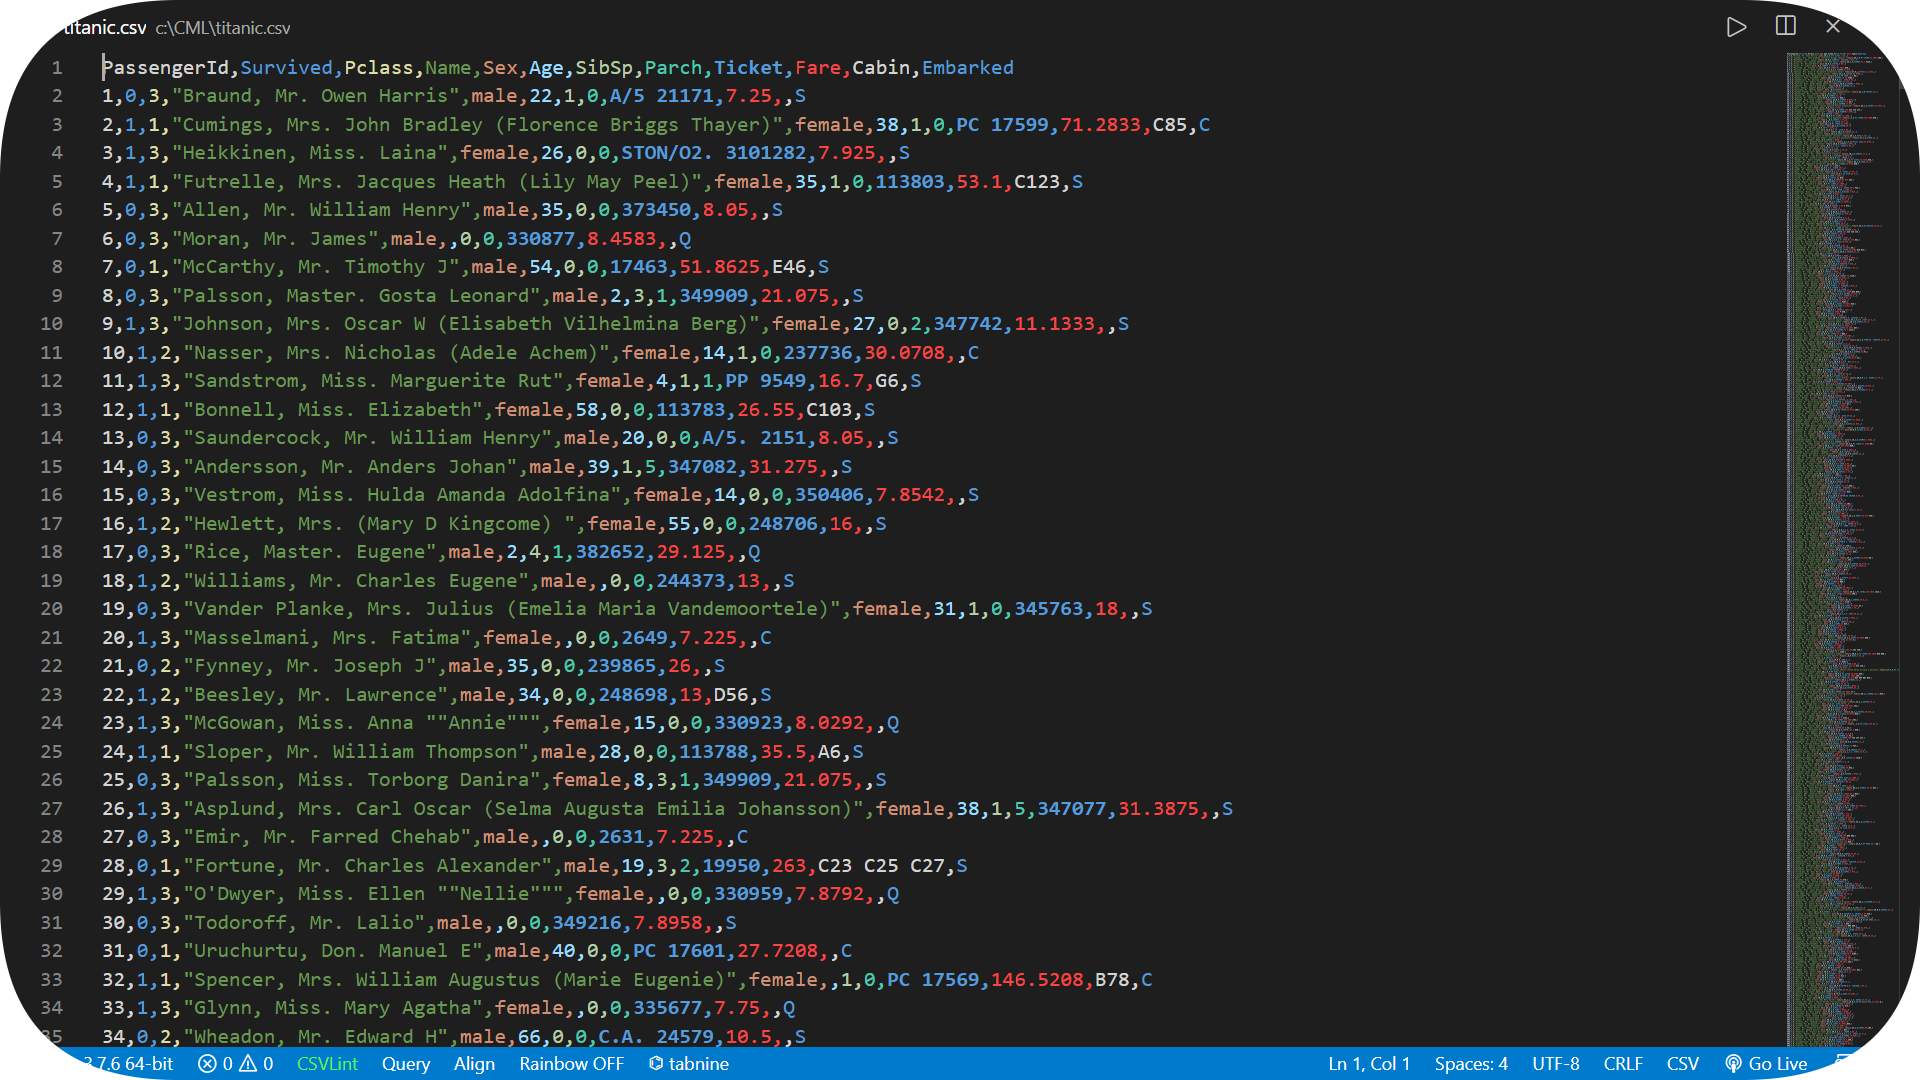 titanic.csv c:\CML\titanic.csv
1 PassengerId,Survived,Pclass,Name,Sex,Age,SibSp,Parch,Ticket,Fare,Cabin,Embarked
2 1,0,3,"Braund, Mr. Owen Harris",male,22,1,0,A/5 21171,7.25,,S
3 2,1,1,"Cumings, Mrs. John Bradley (Florence Briggs Thayer)",female,38,1,0,PC 17599,71.2833,C85,C
4 3,1,3,"Heikkinen, Miss. Laina",female,26,0,0,STON/O2. 3101282,7.925,,S
5 4,1,1,"Futrelle, Mrs. Jacques Heath (Lily May Peel)",female,35,1,0,113803,53.1,C123,S
6 5,0,3,"Allen, Mr. William Henry",male,35,0,0,373450,8.05,,S
7 6,0,3,"Moran, Mr. James",male,,0,0,330877,8.4583,,Q
8 7,0,1,"McCarthy, Mr. Timothy J",male,54,0,0,17463,51.8625,E46,S
9 8,0,3,"Palsson, Master. Gosta Leonard",male,2,3,1,349909,21.075,,S
10 9,1,3,"Johnson, Mrs. Oscar W (Elisabeth Vilhelmina Berg)",female,27,0,2,347742,11.1333,,S
11 10,1,2,"Nasser, Mrs. Nicholas (Adele Achem)",female,14,1,0,237736,30.0708,,C
12 11,1,3,"Sandstrom, Miss. Marguerite Rut",female,4,1,1,PP 9549,16.7,G6,S
13 12,1,1,"Bonnell, Miss. Elizabeth",female,58,0,0,113783,26.55,C103,S
14 13,0,3,"Saundercock, Mr. William Henry",male,20,0,0,A/5. 2151,8.05,,S
15 14,0,3,"Andersson, Mr. Anders Johan",male,39,1,5,347082,31.275,,S
16 15,0,3,"Vestrom, Miss. Hulda Amanda Adolfina",female,14,0,0,350406,7.8542,,S
17 16,1,2,"Hewlett, Mrs. (Mary D Kingcome) ",female,55,0,0,248706,16,,S
18 17,0,3,"Rice, Master. Eugene",male,2,4,1,382652,29.125,,Q
19 18,1,2,"Williams, Mr. Charles Eugene",male,,0,0,244373,13,,S
20 19,0,3,"Vander Planke, Mrs. Julius (Emelia Maria Vandemoortele)",female,31,1,0,345763,18,,S
21 20,1,3,"Masselmani, Mrs. Fatima",female,,0,0,2649,7.225,,C
22 21,0,2,"Fynney, Mr. Joseph J",male,35,0,0,239865,26,,S
23 22,1,2,"Beesley, Mr. Lawrence",male,34,0,0,248698,13,D56,S
24 23,1,3,"McGowan, Miss. Anna ""Annie""",female,15,0,0,330923,8.0292,,Q
25 24,1,1,"Sloper, Mr. William Thompson",male,28,0,0,113788,35.5,A6,S
26 25,0,3,"Palsson, Miss. Torborg Danira",female,8,3,1,349909,21.075,,S
27 26,1,3,"Asplund, Mrs. Carl Oscar (Selma Augusta Emilia Johansson)",female,38,1,5,347077,31.3875,,S
28 27,0,3,"Emir, Mr. Farred Chehab",male,,0,0,2631,7.225,,C
29 28,0,1,"Fortune, Mr. Charles Alexander",male,19,3,2,19950,263,C23 C25 C27,S
30 29,1,3,"O'Dwyer, Miss. Ellen ""Nellie""",female,,0,0,330959,7.8792,,Q
31 30,0,3,"Todoroff, Mr. Lalio",male,,0,0,349216,7.8958,,S
32 31,0,1,"Uruchurtu, Don. Manuel E",male,40,0,0,PC 17601,27.7208,,C
33 32,1,1,"Spencer, Mrs. William Augustus (Marie Eugenie)",female,,1,0,PC 17569,146.5208,B78,C
34 33,1,3,"Glynn, Miss. Mary Agatha",female,,0,0,335677,7.75,,Q
35 34,0,2,"Wheadon, Mr. Edward H",male,66,0,0,C.A. 24579,10.5,,S
3.7.6 64-bit 0 0 CSVLint Query Align Rainbow OFF tabnine Ln 1, Col 1 Spaces: 4 UTF-8 CRLF CSV Go Live